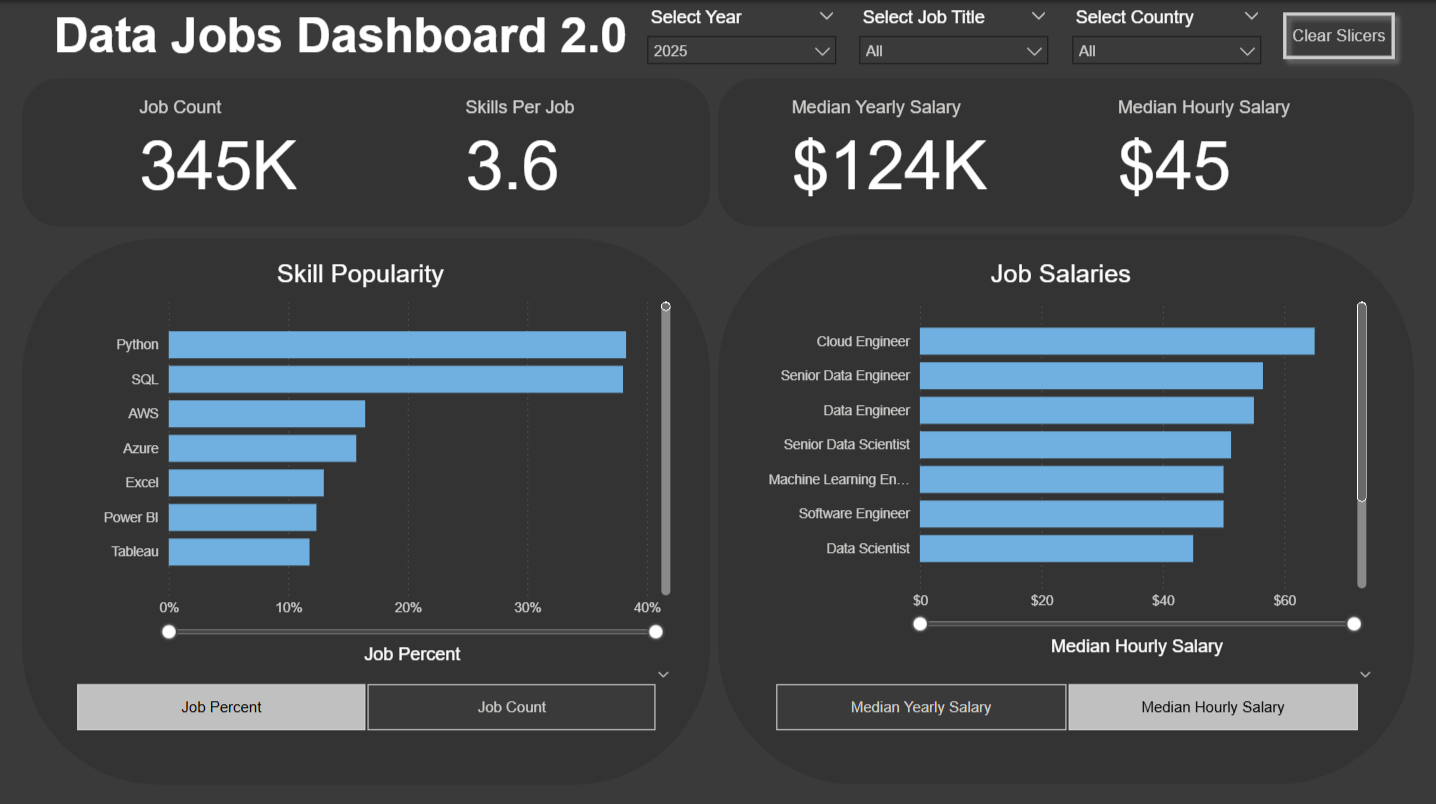 Data Jobs Dashboard 2.0
Select Year
2025
Select Job Title
All
Select Country
All
Clear Slicers
Job Count
345K
Skills Per Job
3.6
Median Yearly Salary
$124K
Median Hourly Salary
$45
Skill Popularity
Python
SQL
AWS
Azure
Excel
Power BI
Tableau
0% 10% 20% 30% 40%
Job Percent
Job Percent
Job Count
Job Salaries
Cloud Engineer
Senior Data Engineer
Data Engineer
Senior Data Scientist
Machine Learning En...
Software Engineer
Data Scientist
$0 $20 $40 $60
Median Hourly Salary
Median Yearly Salary
Median Hourly Salary